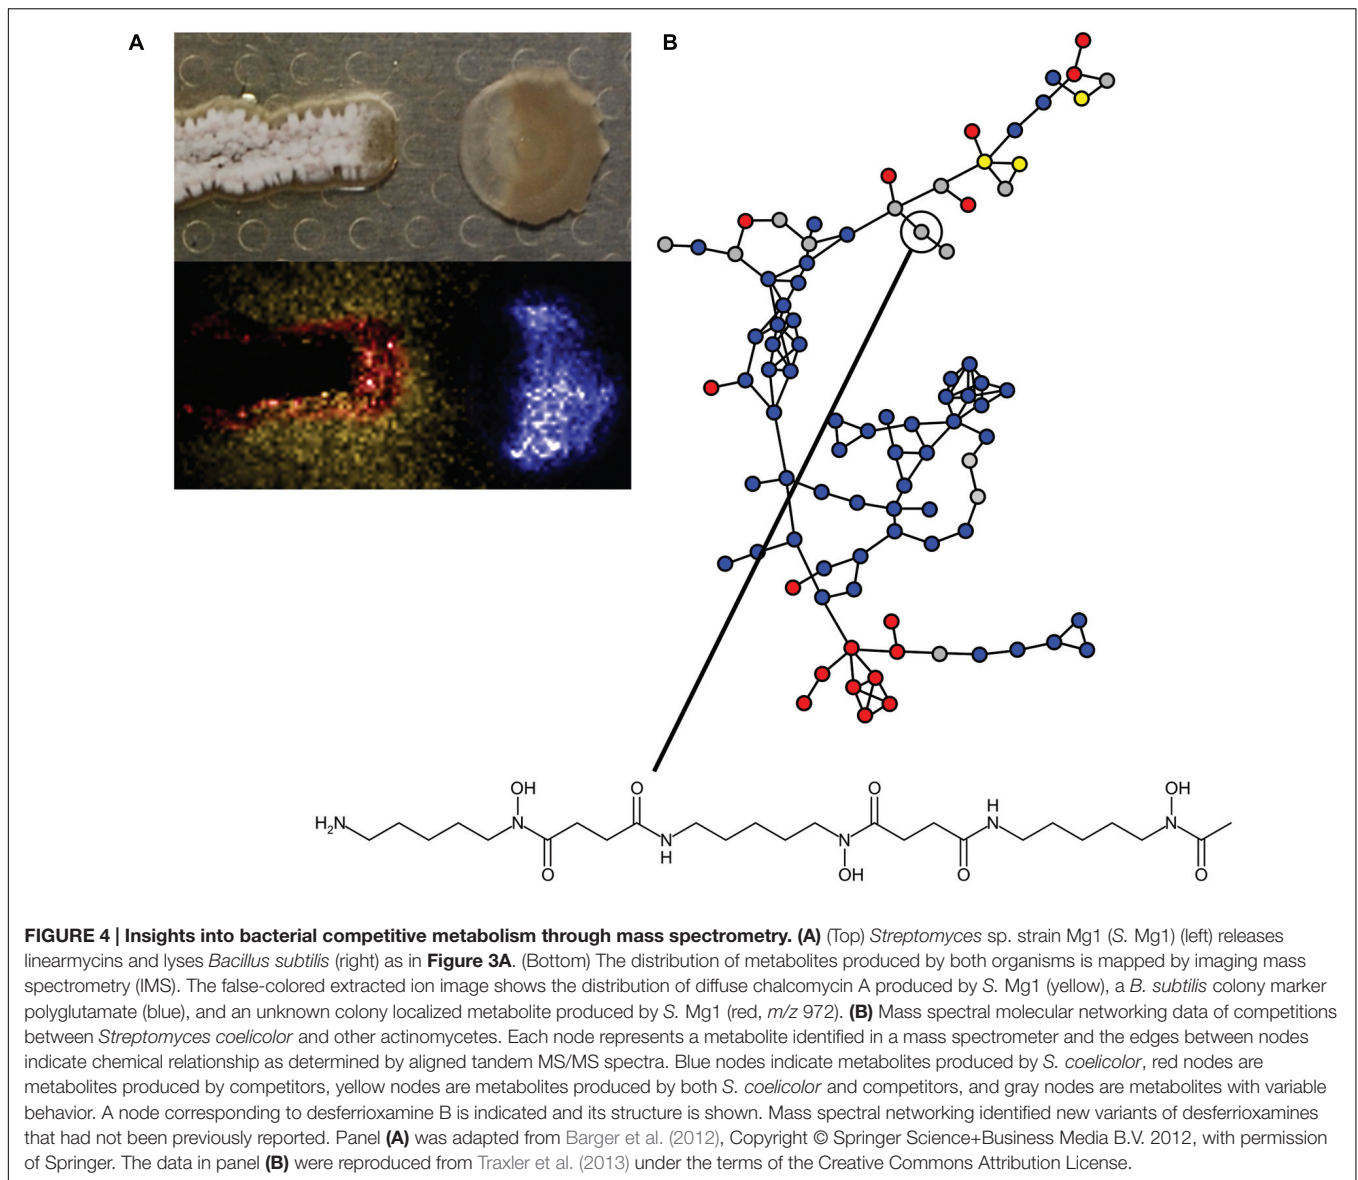 A
B
OH
O
O
H
OH
H₂N
N
N
H
O
N
OH
O
N
O
FIGURE 4 | Insights into bacterial competitive metabolism through mass spectrometry. (A) (Top) Streptomyces sp. strain Mg1 (S. Mg1) (left) releases
linearmycins and lyses Bacillus subtilis (right) as in Figure 3A. (Bottom) The distribution of metabolites produced by both organisms is mapped by imaging mass
spectrometry (IMS). The false-colored extracted ion image shows the distribution of diffuse chalcomycin A produced by S. Mg1 (yellow), a B. subtilis colony marker
polyglutamate (blue), and an unknown colony localized metabolite produced by S. Mg1 (red, m/z 972). (B) Mass spectral molecular networking data of competitions
between Streptomyces coelicolor and other actinomycetes. Each node represents a metabolite identified in a mass spectrometer and the edges between nodes
indicate chemical relationship as determined by aligned tandem MS/MS spectra. Blue nodes indicate metabolites produced by S. coelicolor, red nodes are
metabolites produced by competitors, yellow nodes are metabolites produced by both S. coelicolor and competitors, and gray nodes are metabolites with variable
behavior. A node corresponding to desferrioxamine B is indicated and its structure is shown. Mass spectral networking identified new variants of desferrioxamines
that had not been previously reported. Panel (A) was adapted from Barger et al. (2012), Copyright © Springer Science+Business Media B.V. 2012, with permission
of Springer. The data in panel (B) were reproduced from Traxler et al. (2013) under the terms of the Creative Commons Attribution License.